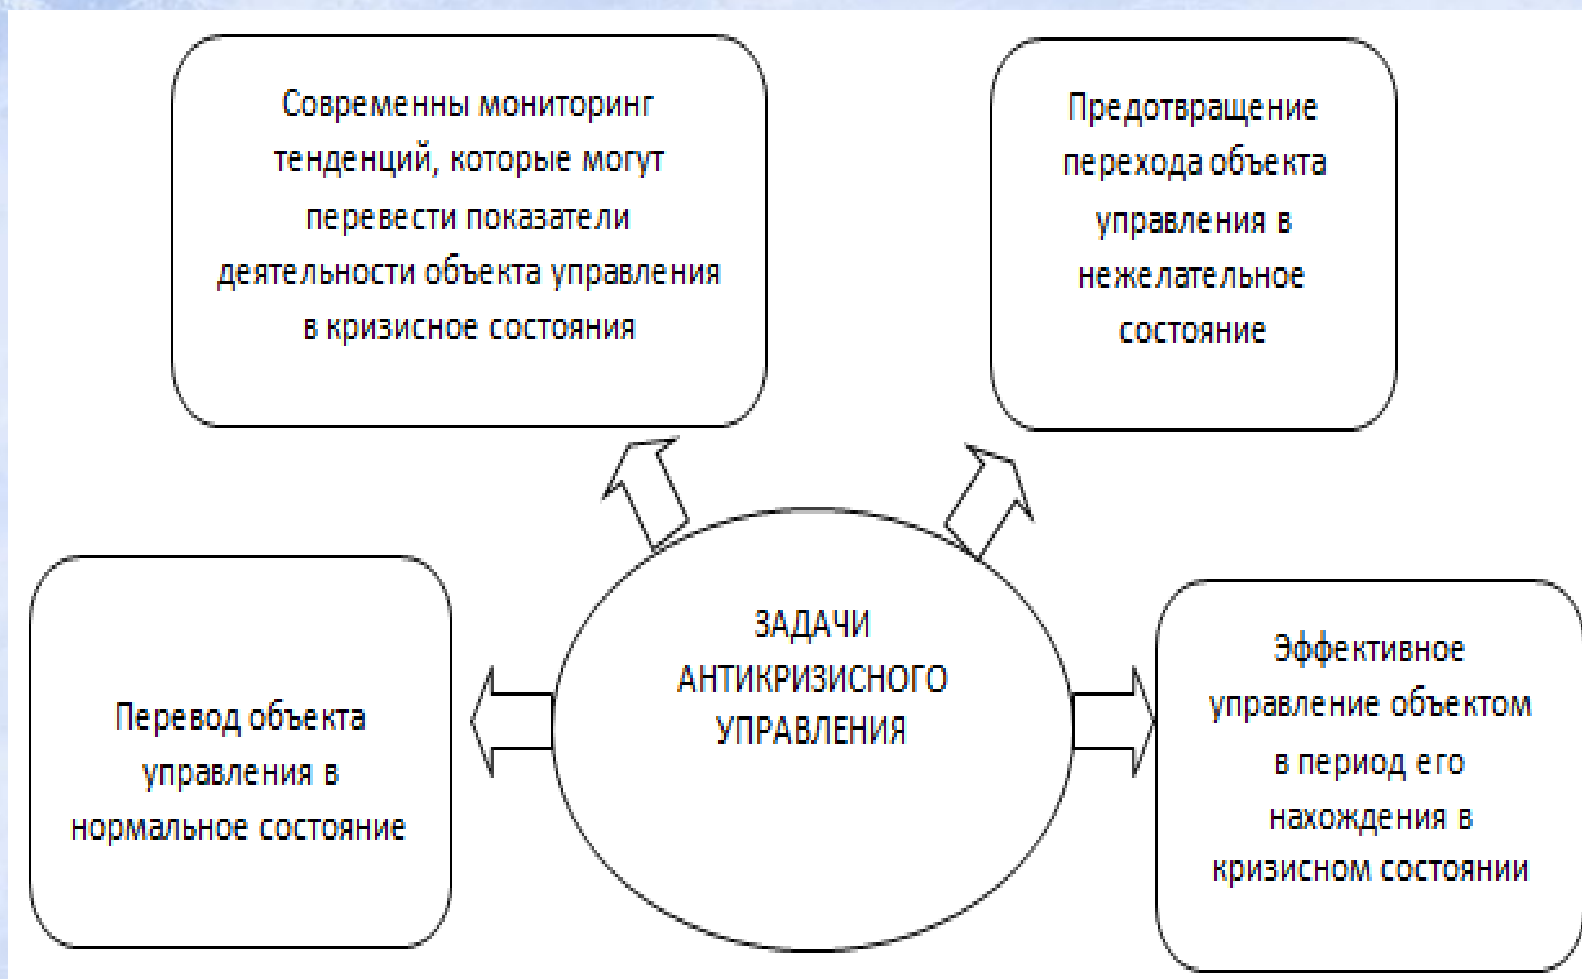 Современны мониторинг
тенденций, которые могут
перевести показатели
деятельности объекта управления
в кризисное состояния
Предотвращение
перехода объекта
управления в
нежелательное
состояние
ЗАДАЧИ
АНТИКРИЗИСНОГО
УПРАВЛЕНИЯ
Перевод объекта
управления в
нормальное состояние
Эффективное
управление объектом
в период его
нахождения в
кризисном состоянии